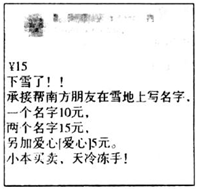 ¥15
下雪了！！
承接帮南方朋友在雪地上写名字，
一个名字10元，
两个名字15元，
另加爱心[爱心]5元。
小本买卖，天冷冻手！